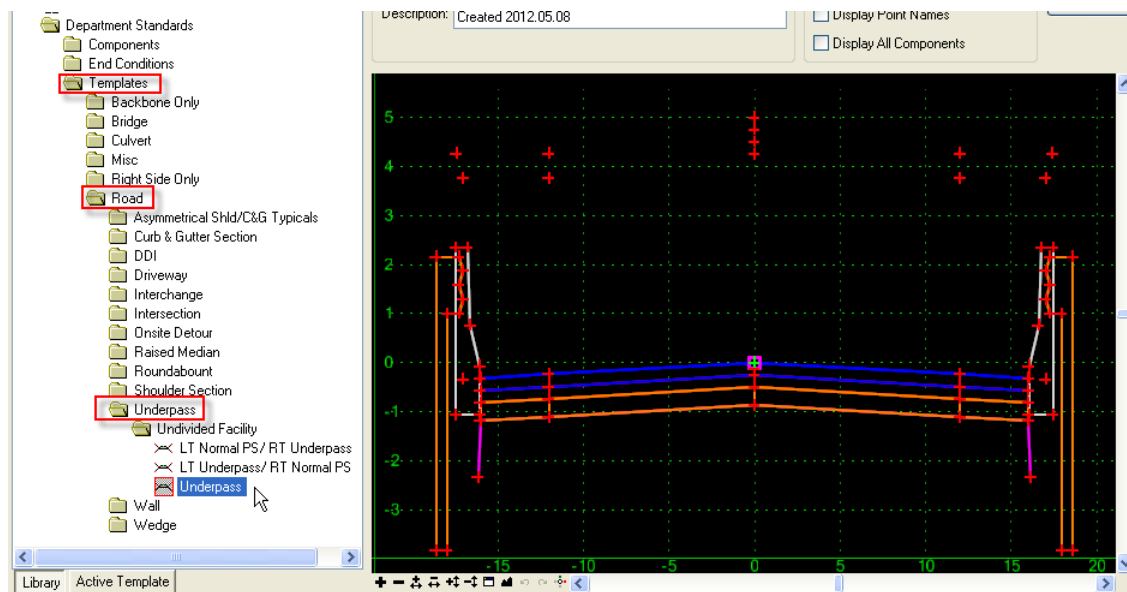 Description: Created 2012.05.08
Display Point Names
Display All Components
Department Standards
Components
End Conditions
Templates
Backbone Only
Bridge
Culvert
Misc
Right Side Only
Road
Asymmetrical Shld/C&G Typicals
Curb & Gutter Section
DDI
Driveway
Interchange
Intersection
Onsite Detour
Raised Median
Roundabount
Shoulder Section
Underpass
Undivided Facility
LT Normal PS/ RT Underpass
LT Underpass/ RT Normal PS
Underpass
Wall
Wedge
Library Active Template
5
4
3
2
1
0
-1
-2
-3
-15 -10 -5 0 5 10 15 20